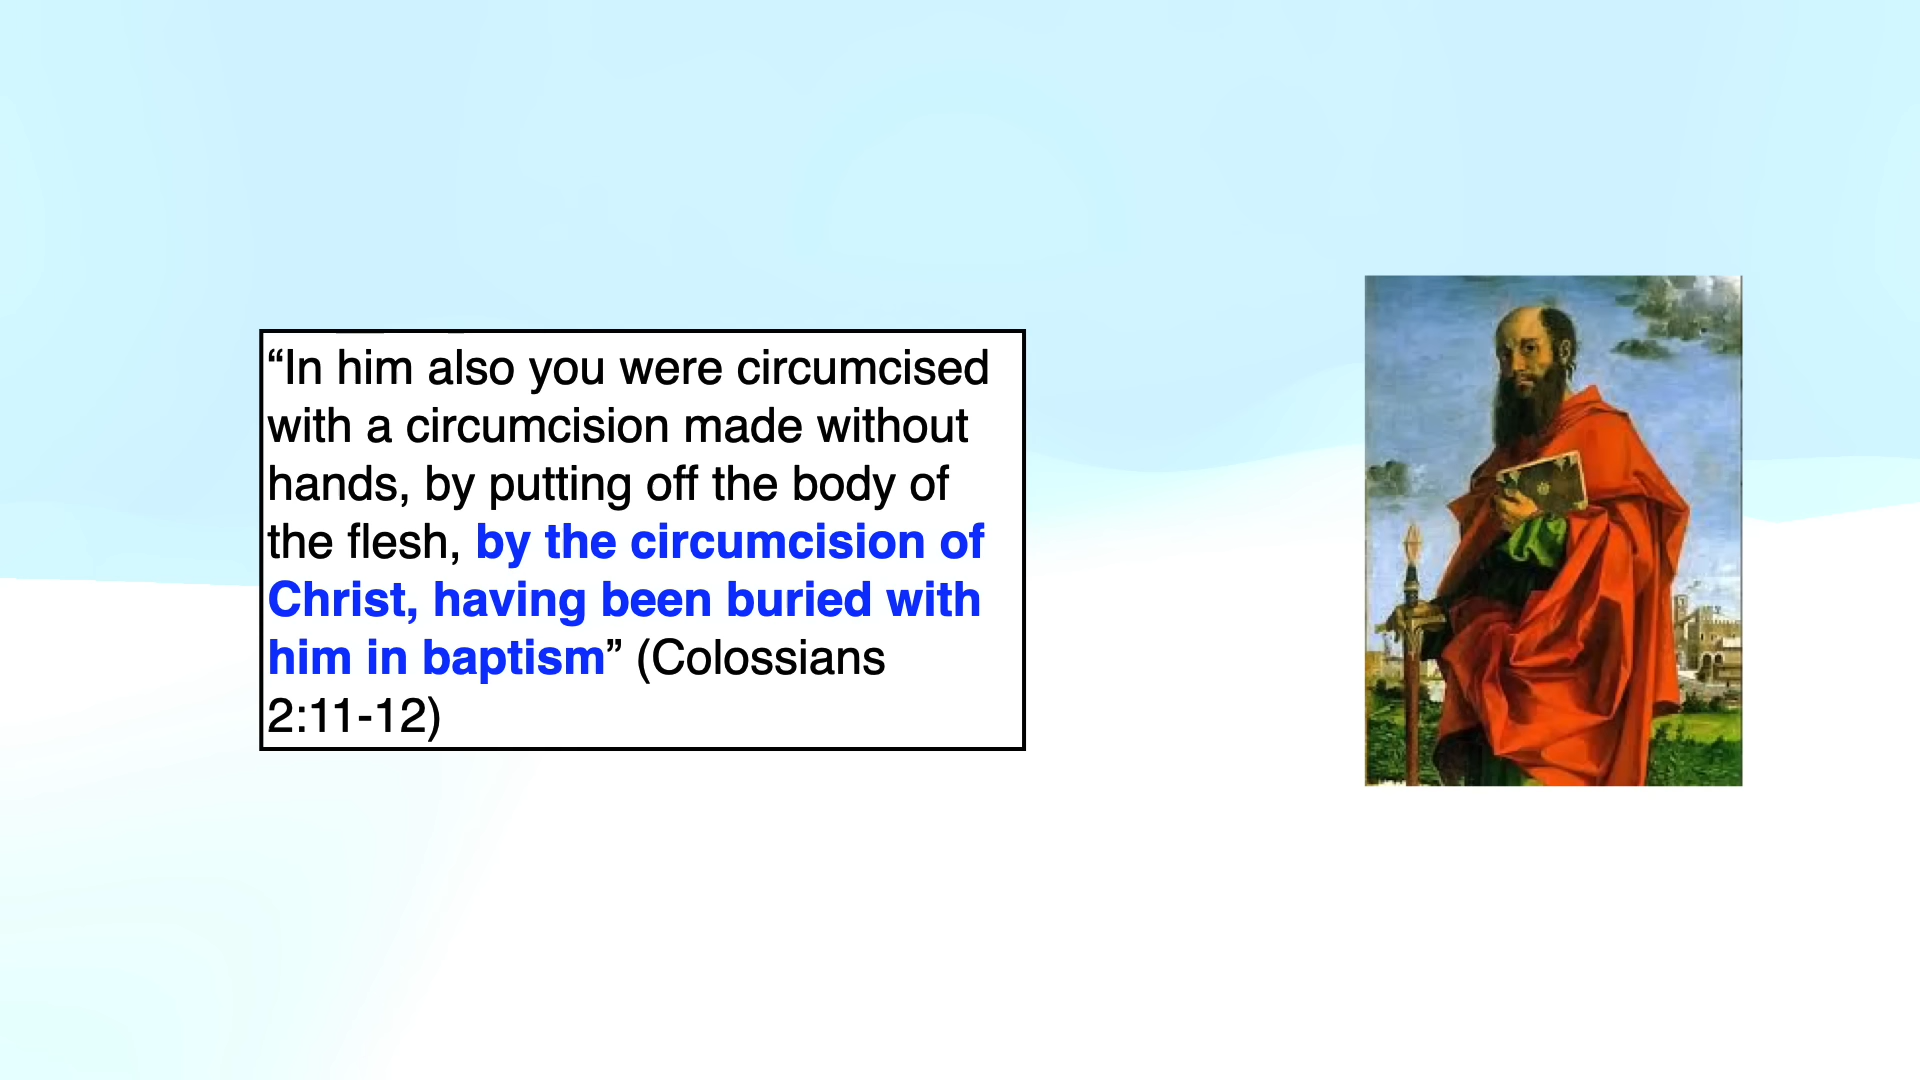 “In him also you were circumcised
with a circumcision made without
hands, by putting off the body of
the flesh, by the circumcision of
Christ, having been buried with
him in baptism” (Colossians
2:11-12)